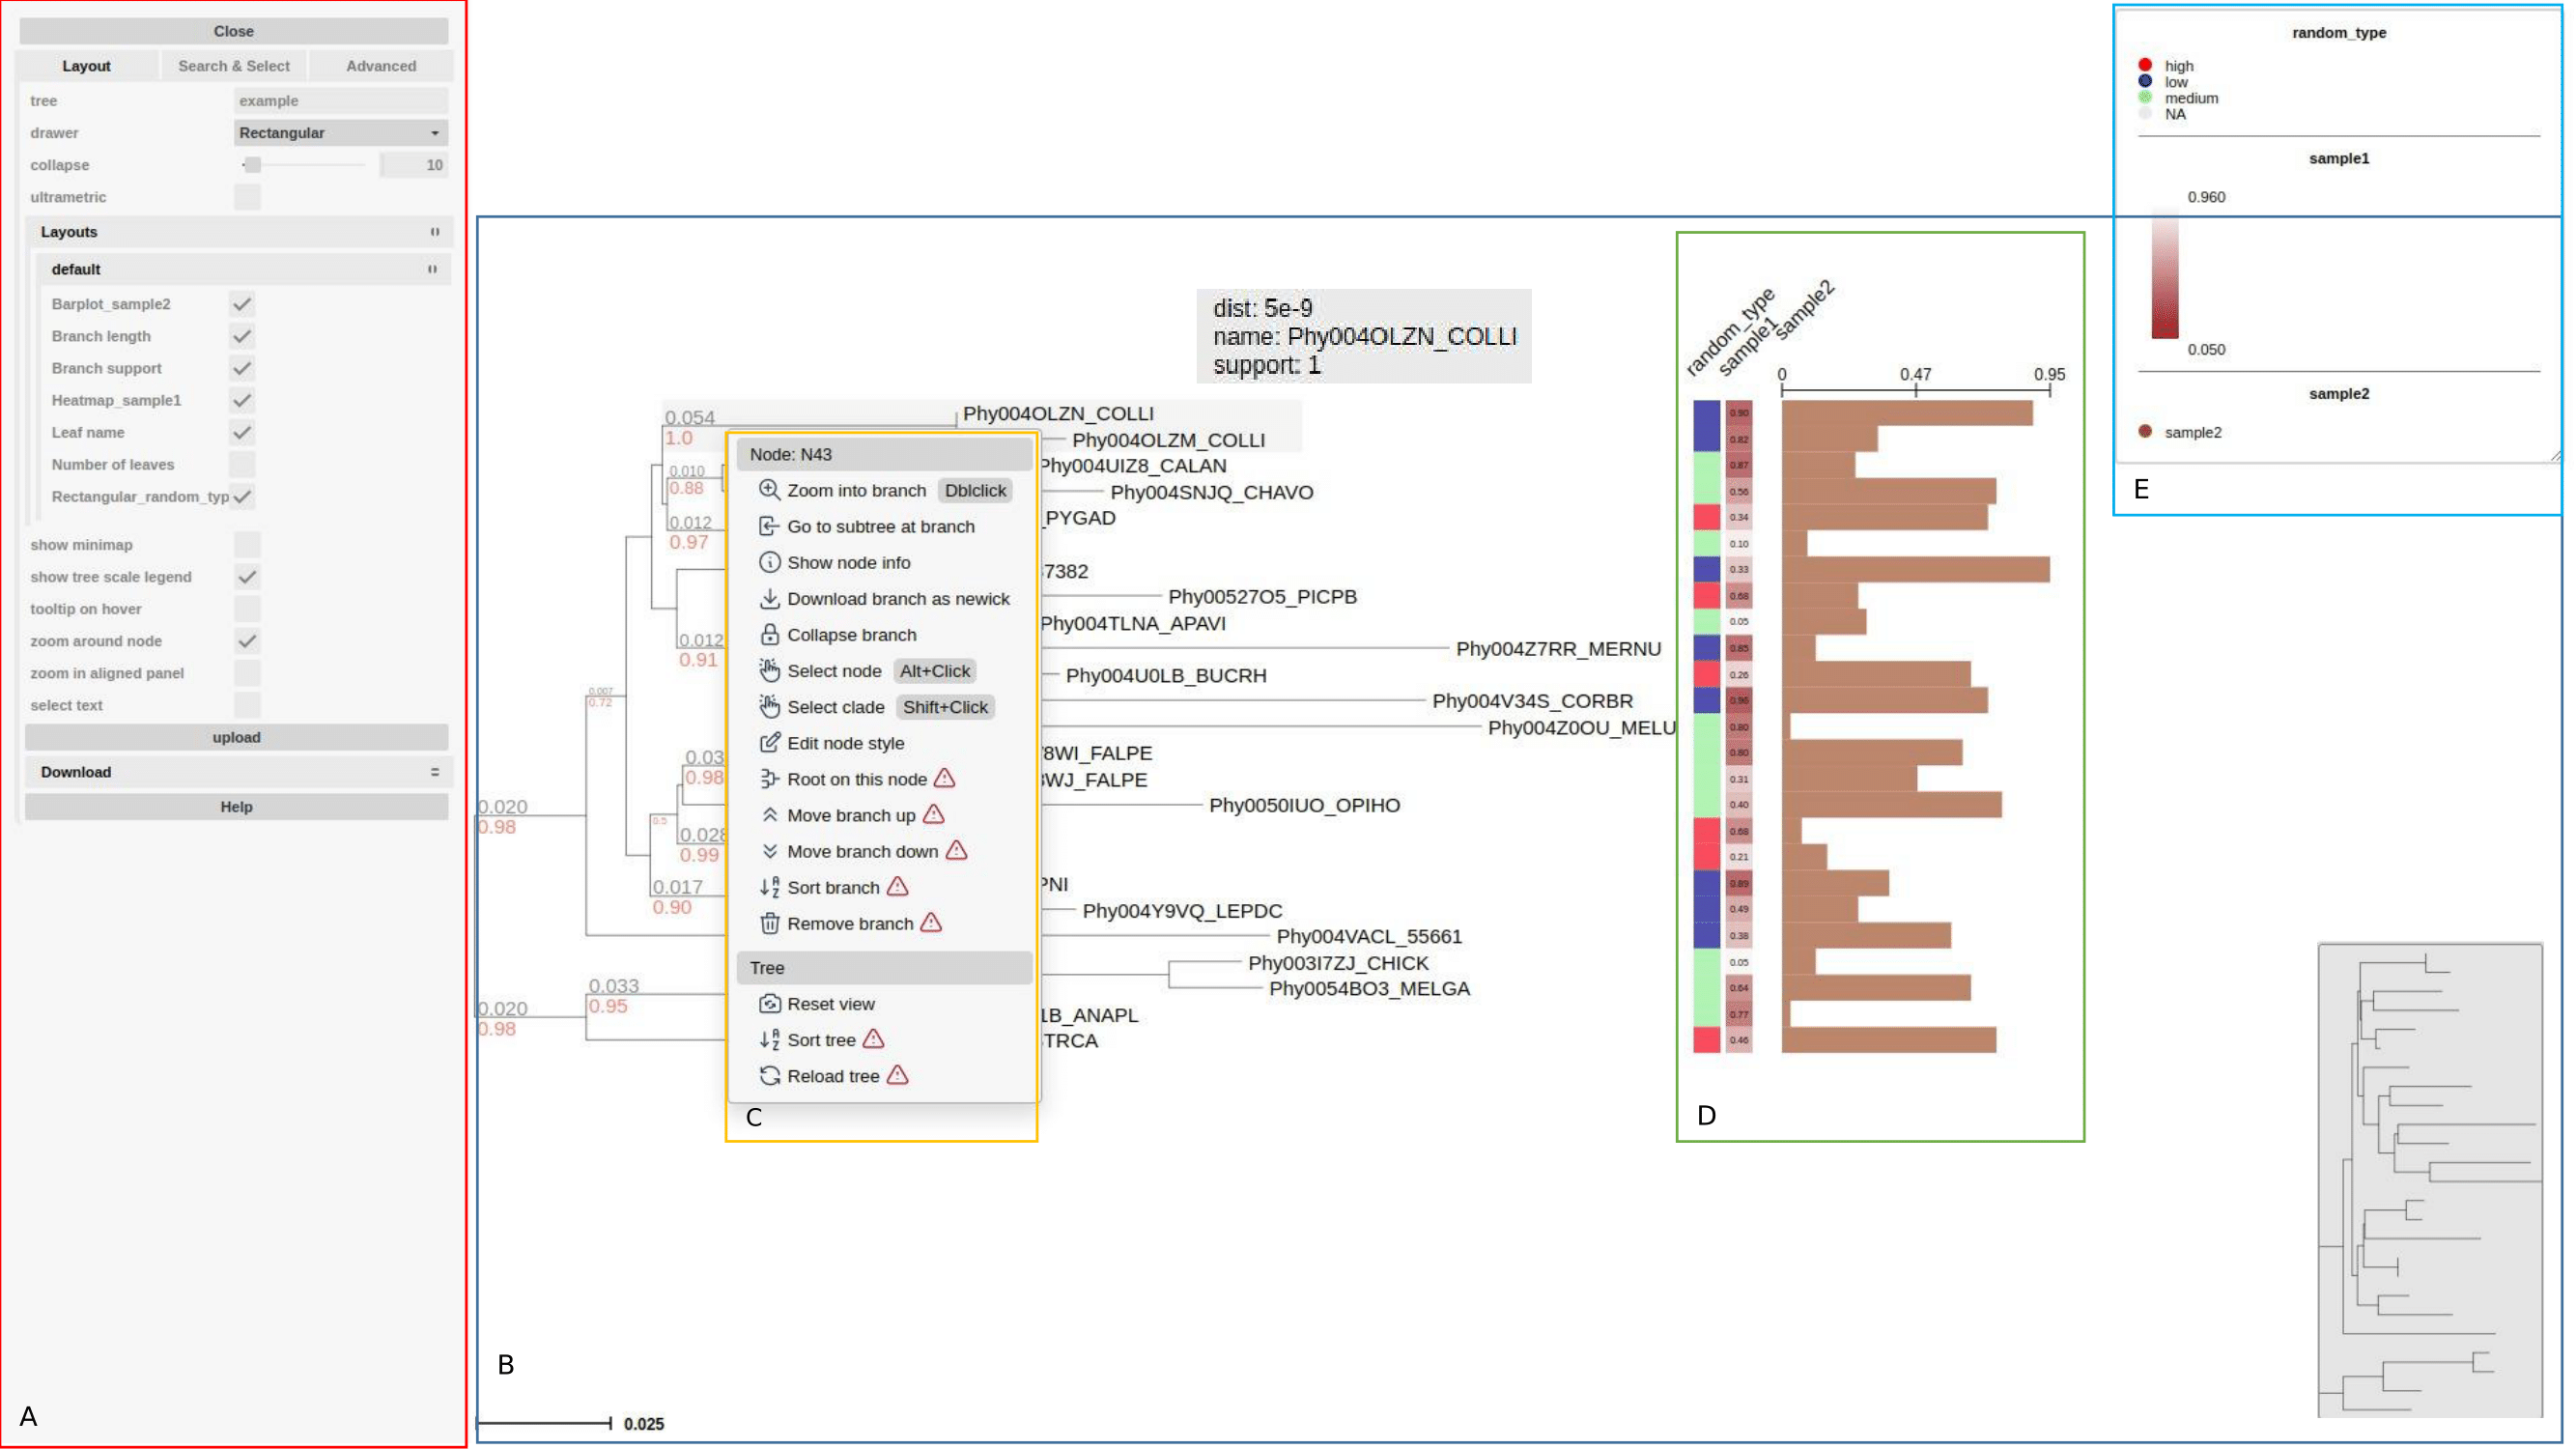 Close
Layout Search & Select Advanced
tree example
drawer Rectangular
collapse 10
ultrametric
Layouts
default
Barplot_sample2
Branch length
Branch support
Heatmap_sample1
Leaf name
Number of leaves
Rectangular_random_typ
show minimap
show tree scale legend
tooltip on hover
zoom around node
zoom in aligned panel
select text
upload
Download
Help
A
dist: 5e-9
name: Phy004OLZN_COLLI
support: 1
0.054
1.0
0.010
0.88
0.012
0.97
0.012
0.91
0.007
0.72
0.03
0.98
0.5
0.028
0.99
0.017
0.90
0.020
0.98
0.033
0.95
0.020
0.98
Phy004OLZN_COLLI
Phy004OLZM_COLLI
Phy004UIZ8_CALAN
Phy004SNJQ_CHAVO
_PYGAD
7382
Phy00527O5_PICPB
Phy004TLNA_APAVI
Phy004Z7RR_MERNU
Phy004U0LB_BUCRH
Phy004V34S_CORBR
Phy004Z0OU_MELU
8WI_FALPE
WJ_FALPE
Phy0050IUO_OPIHO
PNI
Phy004Y9VQ_LEPDC
Phy004VACL_55661
Phy003I7ZJ_CHICK
Phy0054BO3_MELGA
1B_ANAPL
TRCA
Node: N43
Zoom into branch Dblclick
Go to subtree at branch
Show node info
Download branch as newick
Collapse branch
Select node Alt+Click
Select clade Shift+Click
Edit node style
Root on this node
Move branch up
Move branch down
Sort branch
Remove branch
Tree
Reset view
Sort tree
Reload tree
C
B
0.025
random_type
sample1
sample2
0 0.47 0.95
0.90
0.82
0.87
0.56
0.34
0.10
0.33
0.68
0.05
0.85
0.26
0.96
0.80
0.80
0.31
0.40
0.68
0.21
0.89
0.49
0.38
0.05
0.64
0.77
0.46
D
random_type
high
low
medium
NA
sample1
0.960
0.050
sample2
sample2
E